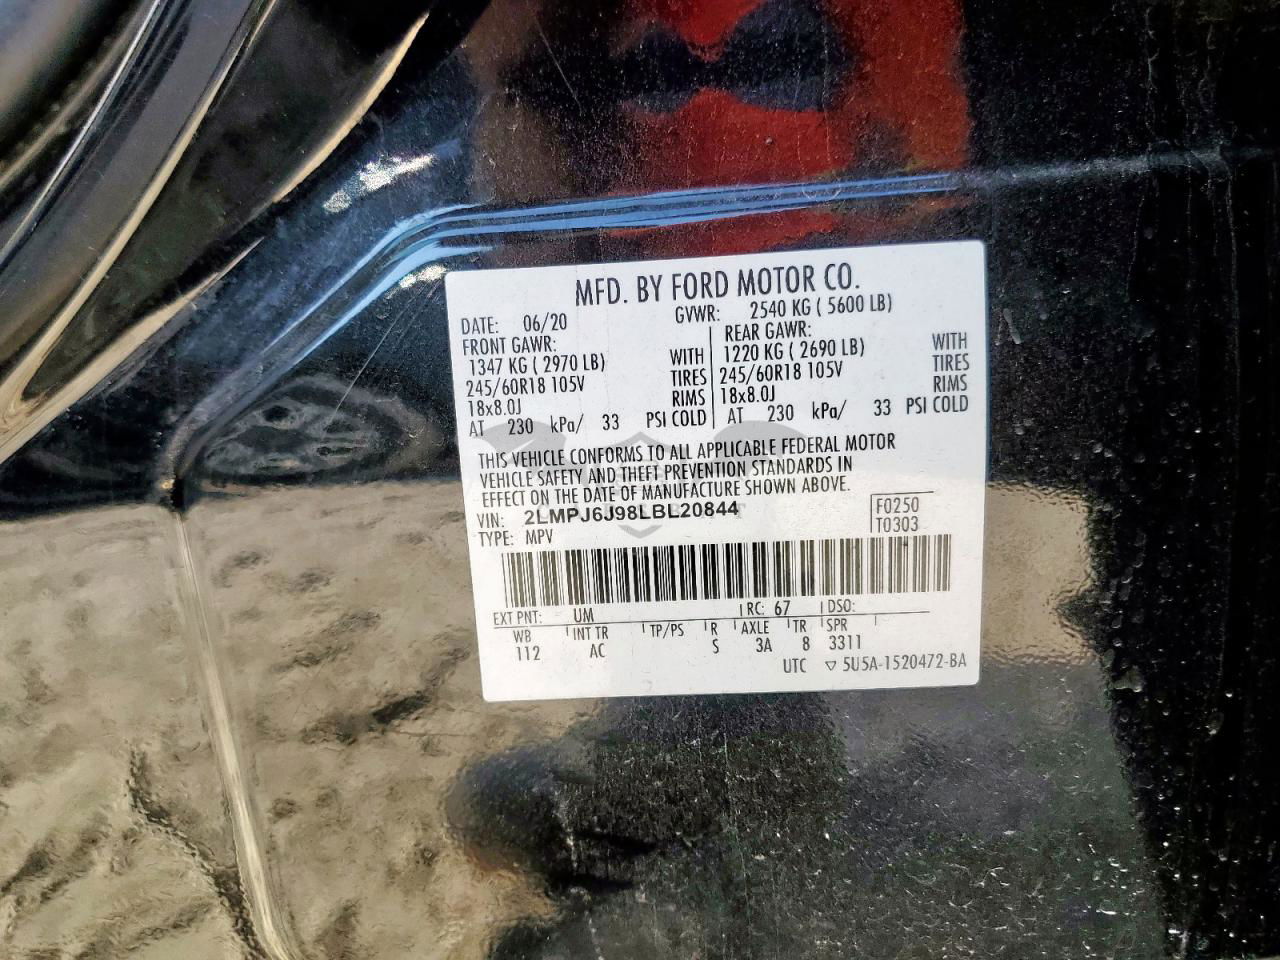 MFD. BY FORD MOTOR CO.
DATE: 06/20 GVWR: 2540 KG ( 5600 LB)
FRONT GAWR: REAR GAWR:
1347 KG ( 2970 LB) WITH 1220 KG ( 2690 LB) WITH
245/60R18 105V TIRES 245/60R18 105V TIRES
18x8.0J RIMS 18x8.0J RIMS
AT 230 kPa/ 33 PSI COLD AT 230 kPa/ 33 PSI COLD
THIS VEHICLE CONFORMS TO ALL APPLICABLE FEDERAL MOTOR
VEHICLE SAFETY AND THEFT PREVENTION STANDARDS IN
EFFECT ON THE DATE OF MANUFACTURE SHOWN ABOVE.
VIN: 2LMPJ6J98LBL20844 F0250
TYPE: MPV T0303
EXT PNT: UM RC: 67 DSO:
WB INT TR TP/PS R AXLE TR SPR
112 AC S 3A 8 3311
UTC ▽ 5U5A-1520472-BA